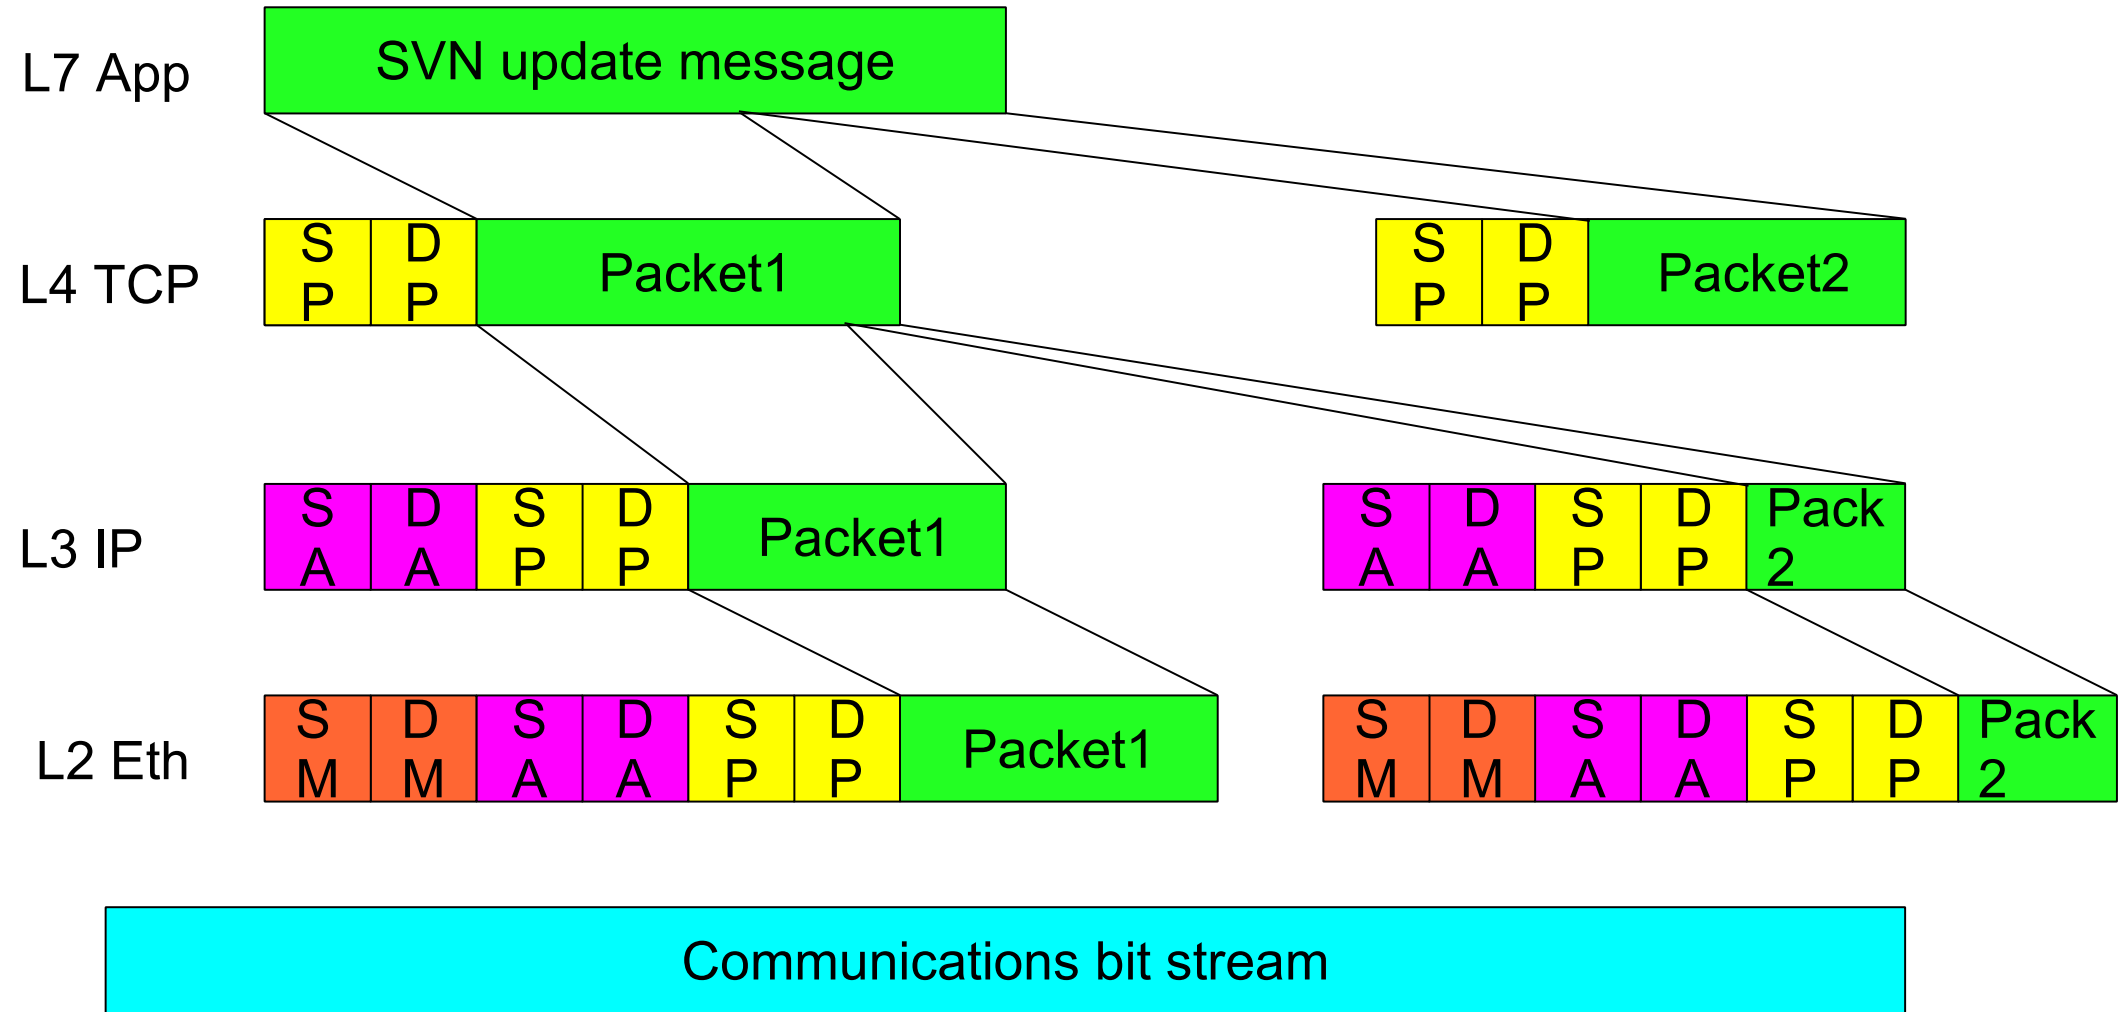 L7 App
SVN update message
L4 TCP
S
P
D
P
Packet1
S
P
D
P
Packet2
L3 IP
S
A
D
A
S
P
D
P
Packet1
S
A
D
A
S
P
D
P
Pack
2
L2 Eth
S
M
D
M
S
A
D
A
S
P
D
P
Packet1
S
M
D
M
S
A
D
A
S
P
D
P
Pack
2
Communications bit stream